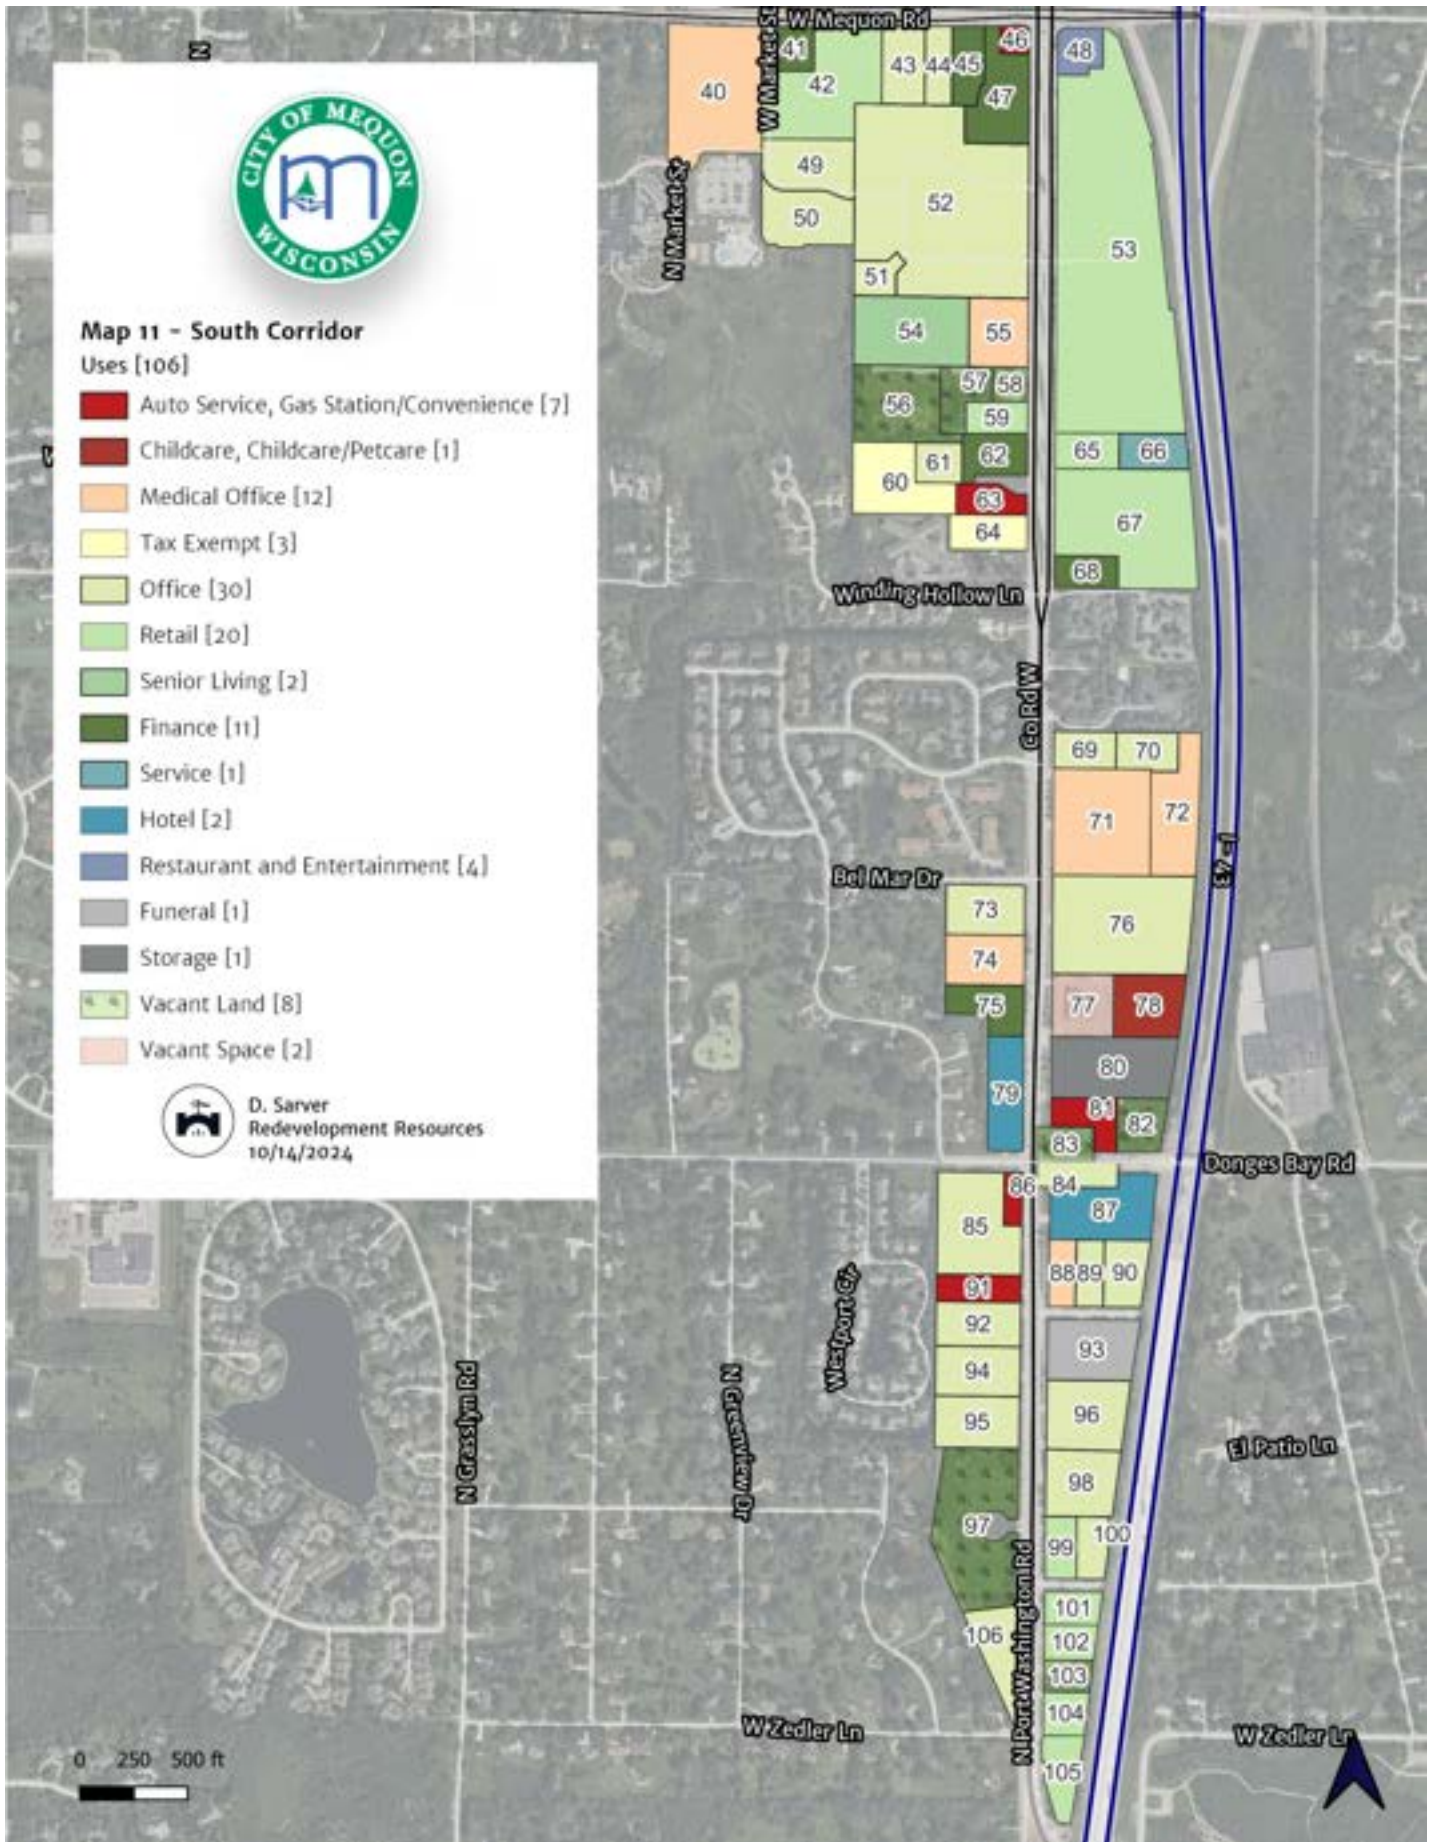 W Mequon Rd
W Market St
N
CITY OF MEQUON
WISCONSIN
Map 11 - South Corridor
Uses [106]
Auto Service, Gas Station/Convenience [7]
Childcare, Childcare/Petcare [1]
Medical Office [12]
Tax Exempt [3]
Office [30]
Retail [20]
Senior Living [2]
Finance [11]
Service [1]
Hotel [2]
Restaurant and Entertainment [4]
Funeral [1]
Storage [1]
Vacant Land [8]
Vacant Space [2]
D. Sarver
Redevelopment Resources
10/14/2024
40
41
42
43
44
45
46
47
48
49
50
51
52
53
N Market St
54
55
56
57
58
59
60
61
62
63
64
65
66
67
68
Winding Hollow Ln
Co Rd W
69
70
71
72
I- 43
Bel Mar Dr
73
74
75
76
77
78
79
80
81
82
83
Donges Bay Rd
84
85
86
87
88
89
90
91
92
93
94
95
96
97
98
99
100
101
102
103
104
105
106
Westport Cir
N Grasslyn Rd
N Greenview Dr
El Patio Ln
N Port Washington Rd
W Zedler Ln
W Zedler Ln
0 250 500 ft